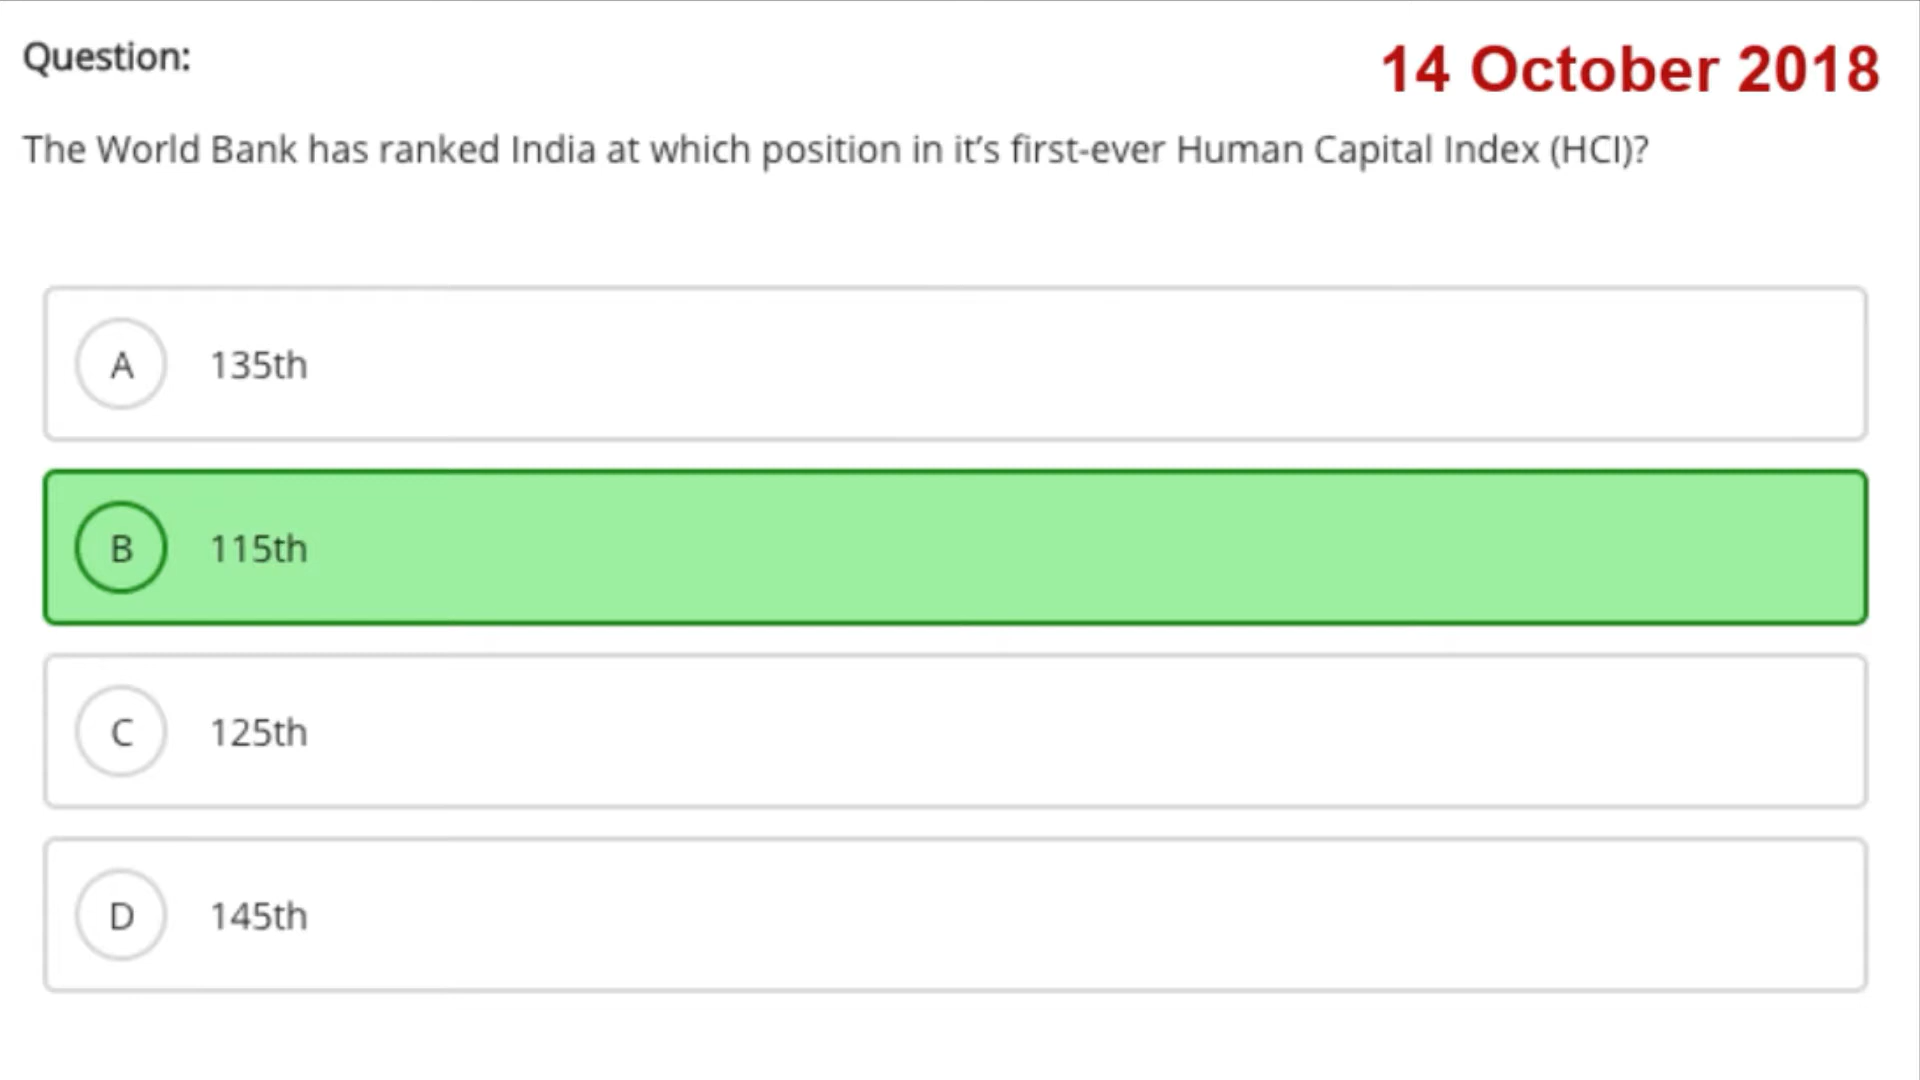 Question:
14 October 2018
The World Bank has ranked India at which position in it’s first-ever Human Capital Index (HCI)?
A 135th
B 115th
C 125th
D 145th